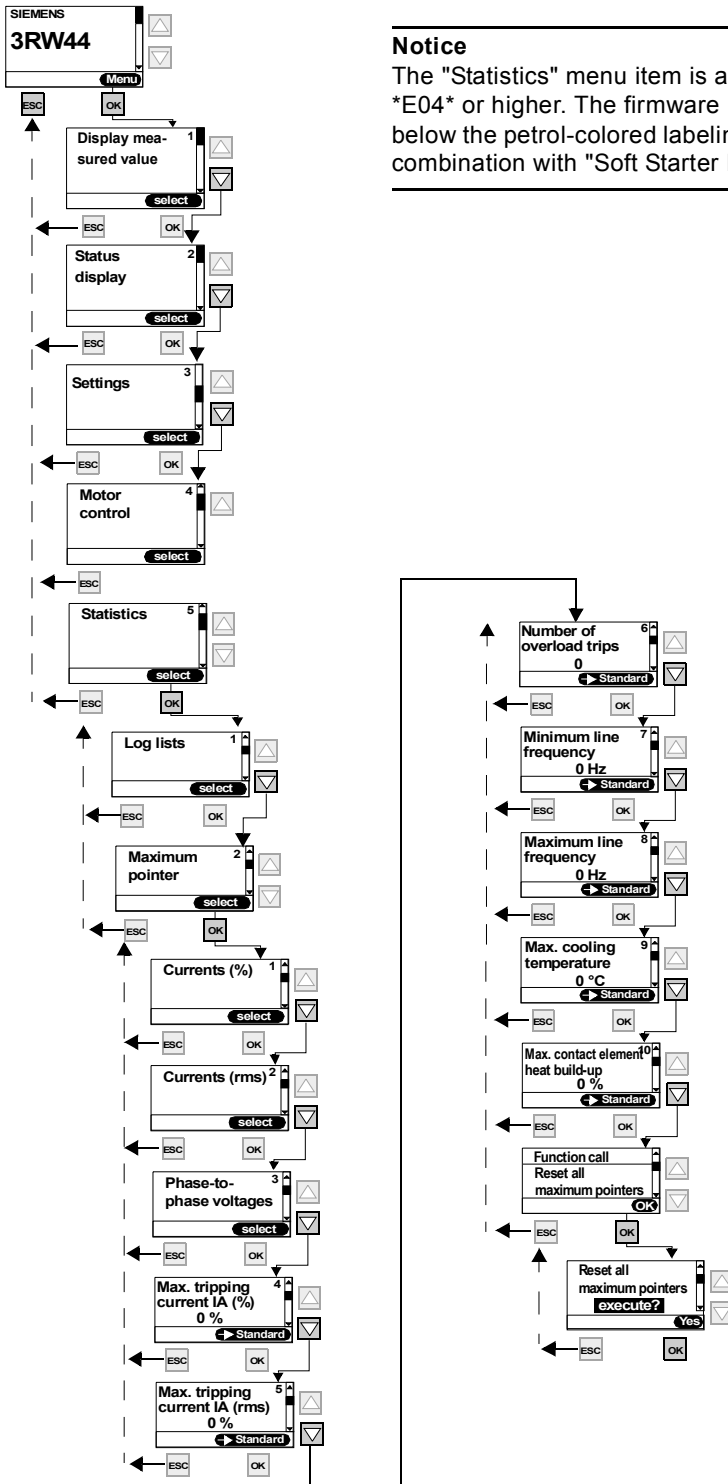 SIEMENS
3RW44
Menu
ESC
OK
Display mea-
sured value
1
select
ESC
OK
Status
display
2
select
ESC
OK
Settings
3
select
ESC
OK
Motor
control
4
select
ESC
Statistics
5
select
ESC
OK
Log lists
1
select
ESC
OK
Maximum
pointer
2
select
ESC
OK
Currents (%)
1
select
ESC
OK
Currents (rms)
2
select
ESC
OK
Phase-to-
phase voltages
3
select
ESC
OK
Max. tripping
current IA (%)
4
0 %
Standard
ESC
OK
Max. tripping
current IA (rms)
5
0 %
Standard
ESC
OK
Notice
The "Statistics" menu item is a
*E04* or higher. The firmware
below the petrol-colored labelin
combination with "Soft Starter
Number of
overload trips
6
0
Standard
ESC
OK
Minimum line
frequency
7
0 Hz
Standard
ESC
OK
Maximum line
frequency
8
0 Hz
Standard
ESC
OK
Max. cooling
temperature
9
0 °C
Standard
ESC
OK
Max. contact element
heat build-up
10
0 %
Standard
ESC
OK
Function call
Reset all
maximum pointers
OK
ESC
OK
Reset all
maximum pointers
execute?
Yes
ESC
OK